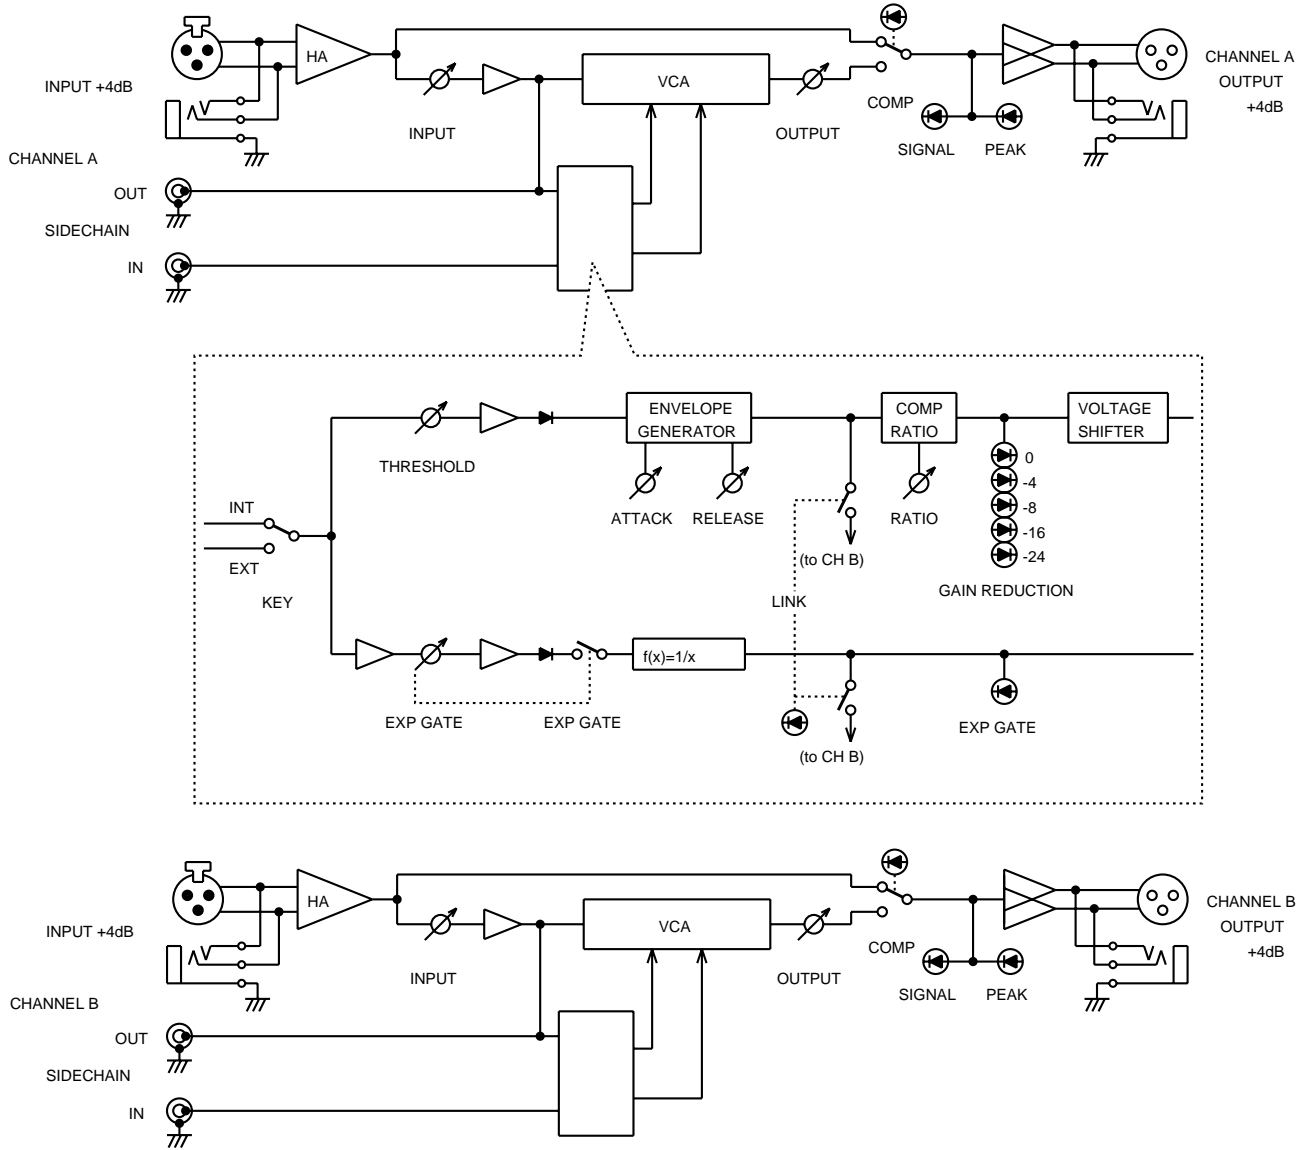 HA
VCA
CHANNEL A
OUTPUT
+4dB
INPUT +4dB
COMP
INPUT
OUTPUT
SIGNAL
PEAK
CHANNEL A
OUT
SIDECHAIN
IN
ENVELOPE
GENERATOR
COMP
RATIO
VOLTAGE
SHIFTER
THRESHOLD
0
-4
-8
-16
-24
INT
ATTACK
RELEASE
RATIO
(to CH B)
EXT
GAIN REDUCTION
KEY
LINK
f(x)=1/x
EXP GATE
EXP GATE
EXP GATE
(to CH B)
HA
VCA
CHANNEL B
OUTPUT
+4dB
INPUT +4dB
COMP
INPUT
OUTPUT
SIGNAL
PEAK
CHANNEL B
OUT
SIDECHAIN
IN